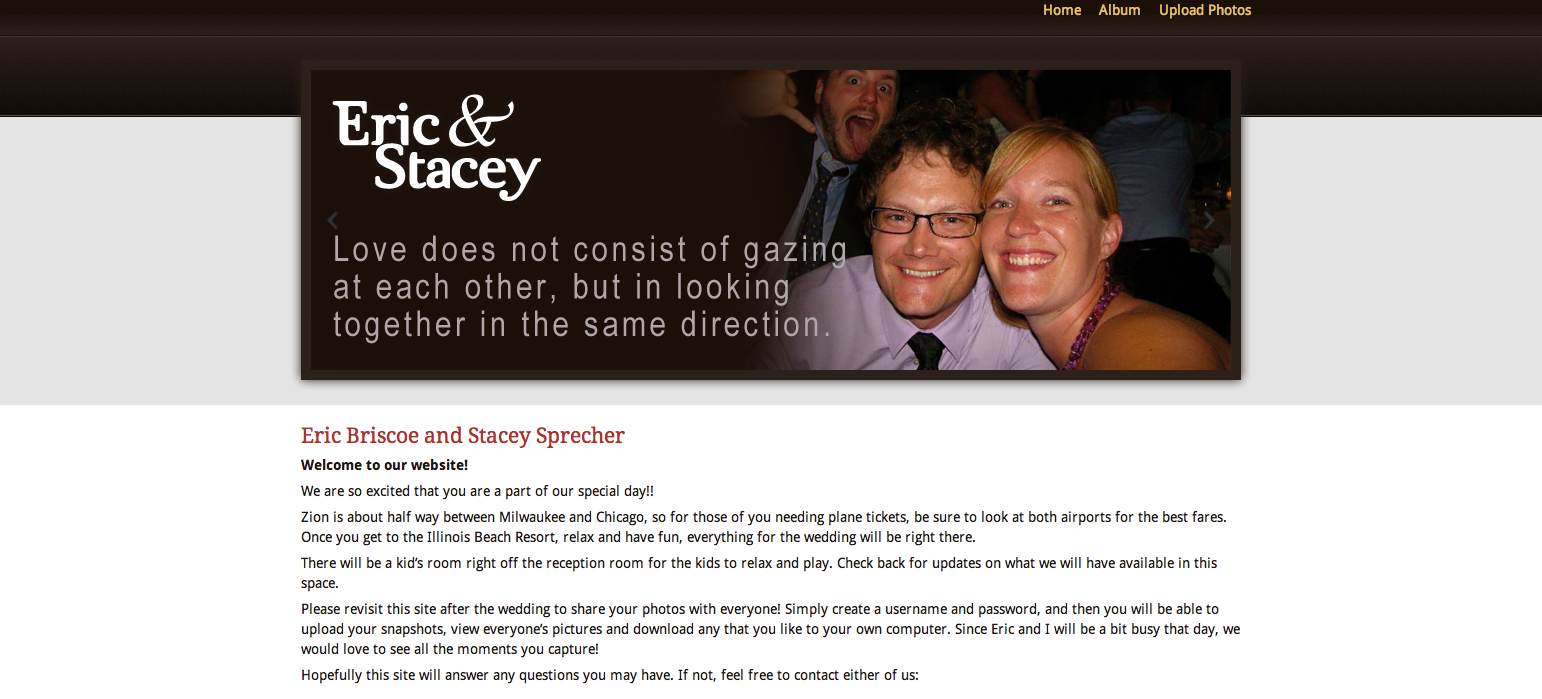 Home Album Upload Photos
Eric &
Stacey
Love does not consist of gazing
at each other, but in looking
together in the same direction.
Eric Briscoe and Stacey Sprecher
Welcome to our website!
We are so excited that you are a part of our special day!!
Zion is about half way between Milwaukee and Chicago, so for those of you needing plane tickets, be sure to look at both airports for the best fares.
Once you get to the Illinois Beach Resort, relax and have fun, everything for the wedding will be right there.
There will be a kid’s room right off the reception room for the kids to relax and play. Check back for updates on what we will have available in this
space.
Please revisit this site after the wedding to share your photos with everyone! Simply create a username and password, and then you will be able to
upload your snapshots, view everyone’s pictures and download any that you like to your own computer. Since Eric and I will be a bit busy that day, we
would love to see all the moments you capture!
Hopefully this site will answer any questions you may have. If not, feel free to contact either of us: